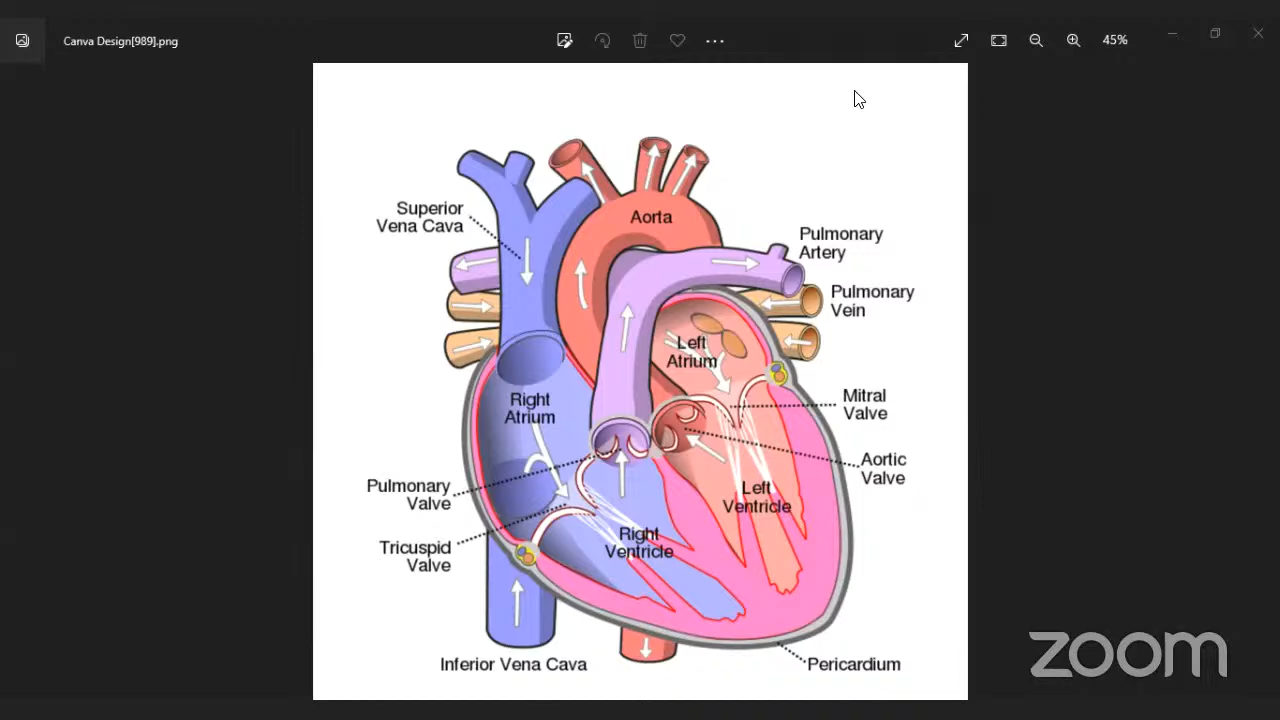 Canva Design[989].png
45%
Superior
Vena Cava
Aorta
Pulmonary
Artery
Pulmonary
Vein
Left
Atrium
Right
Atrium
Mitral
Valve
Aortic
Valve
Pulmonary
Valve
Left
Ventricle
Tricuspid
Valve
Right
Ventricle
Inferior Vena Cava
Pericardium
zoom